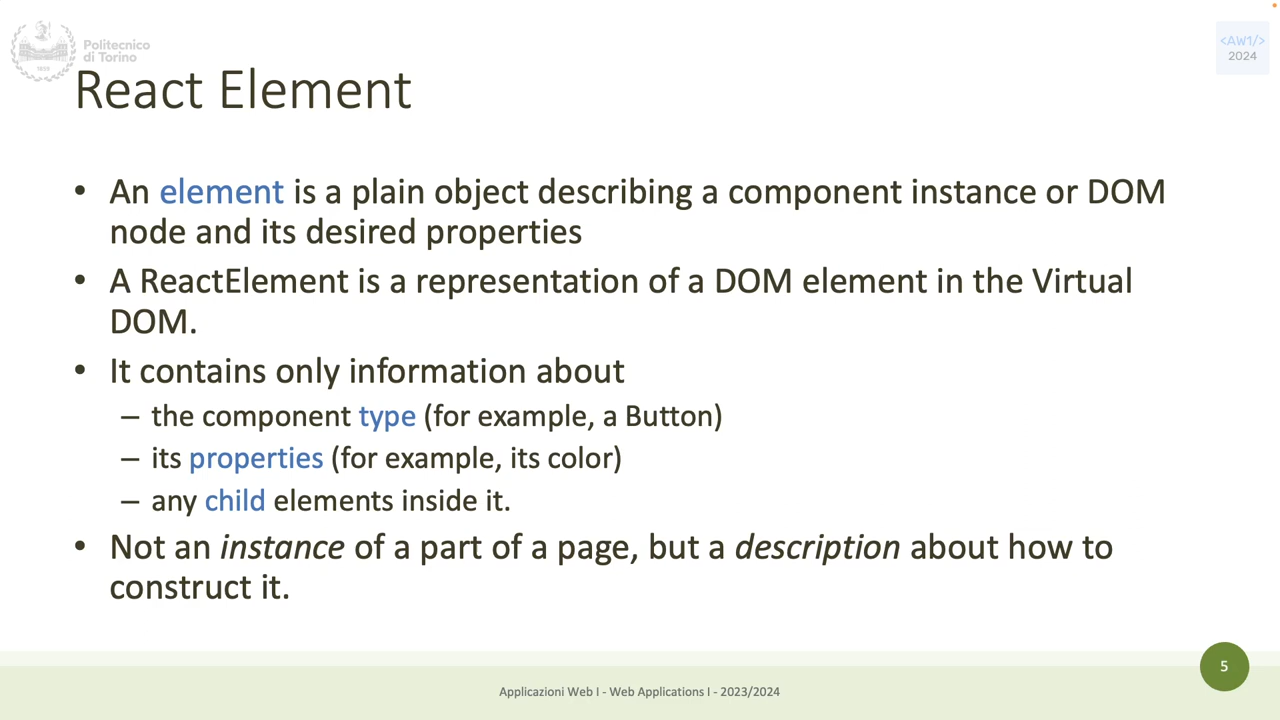 Politecnico
di Torino
1859
<AW1/>
2024
React Element
• An element is a plain object describing a component instance or DOM
node and its desired properties
• A ReactElement is a representation of a DOM element in the Virtual
DOM.
• It contains only information about
– the component type (for example, a Button)
– its properties (for example, its color)
– any child elements inside it.
• Not an instance of a part of a page, but a description about how to
construct it.
5
Applicazioni Web I - Web Applications I - 2023/2024